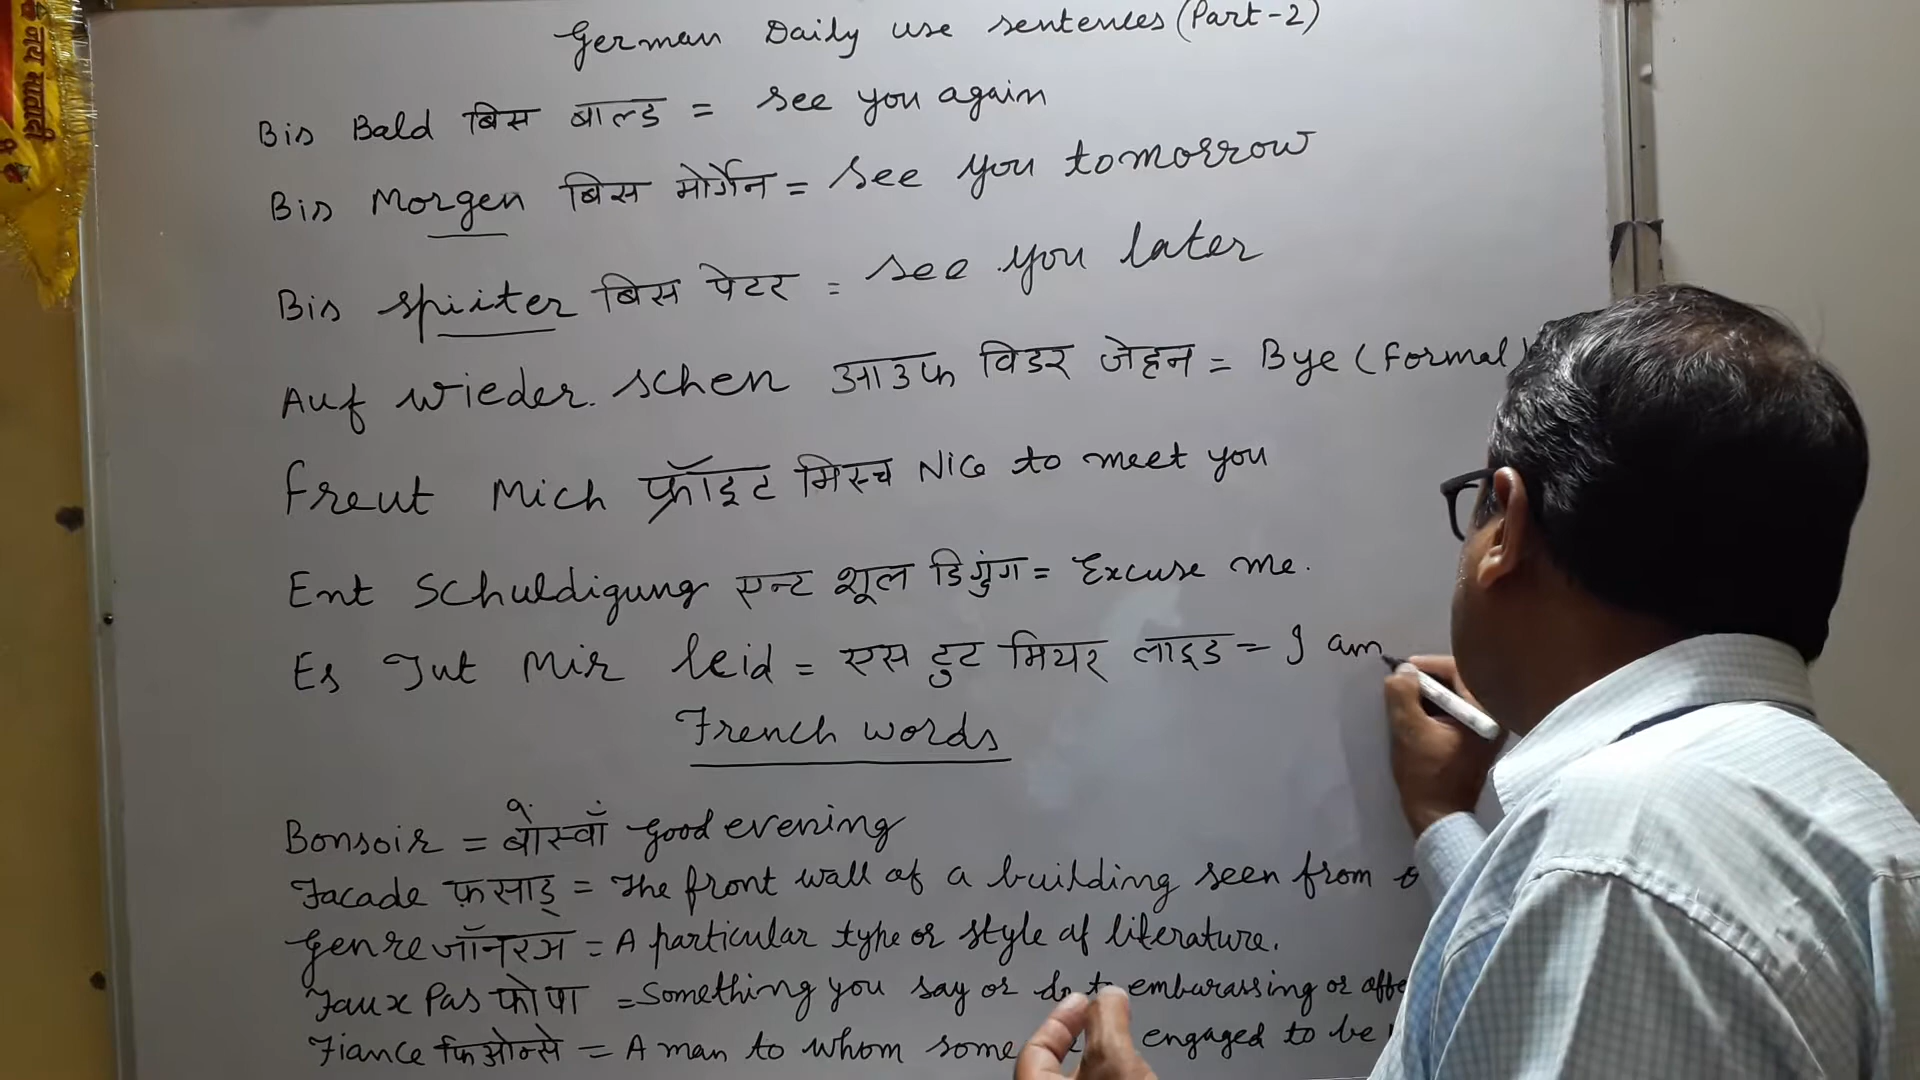 German Daily use sentences (Part-2)
Bis Bald बिस बाल्ड = see you again
Bis Morgen बिस मोर्गेन = see you tomorrow
Bis spiiter बिस पेटर = see you later
Auf wieder. schen आउफ विडर जेहन = Bye (Formal)
Freut Mich फ्रॉइट मिस्च NiCe to meet you
Ent Schuldigung एन्ट शूल डिगुंग = Excuse me.
Es Tut Mir leid = एस टुट मियर लाइड = I am
French words
Bonsoir = बोंस्वाँ Good evening
Facade फ़साड् = The front wall of a building seen from
Genre जॉनरञ = A particular type or style of literature.
Faux Pas फोपा = Something you say or do embarassing or
Fiance फिओन्से = A man to whom some engaged to be